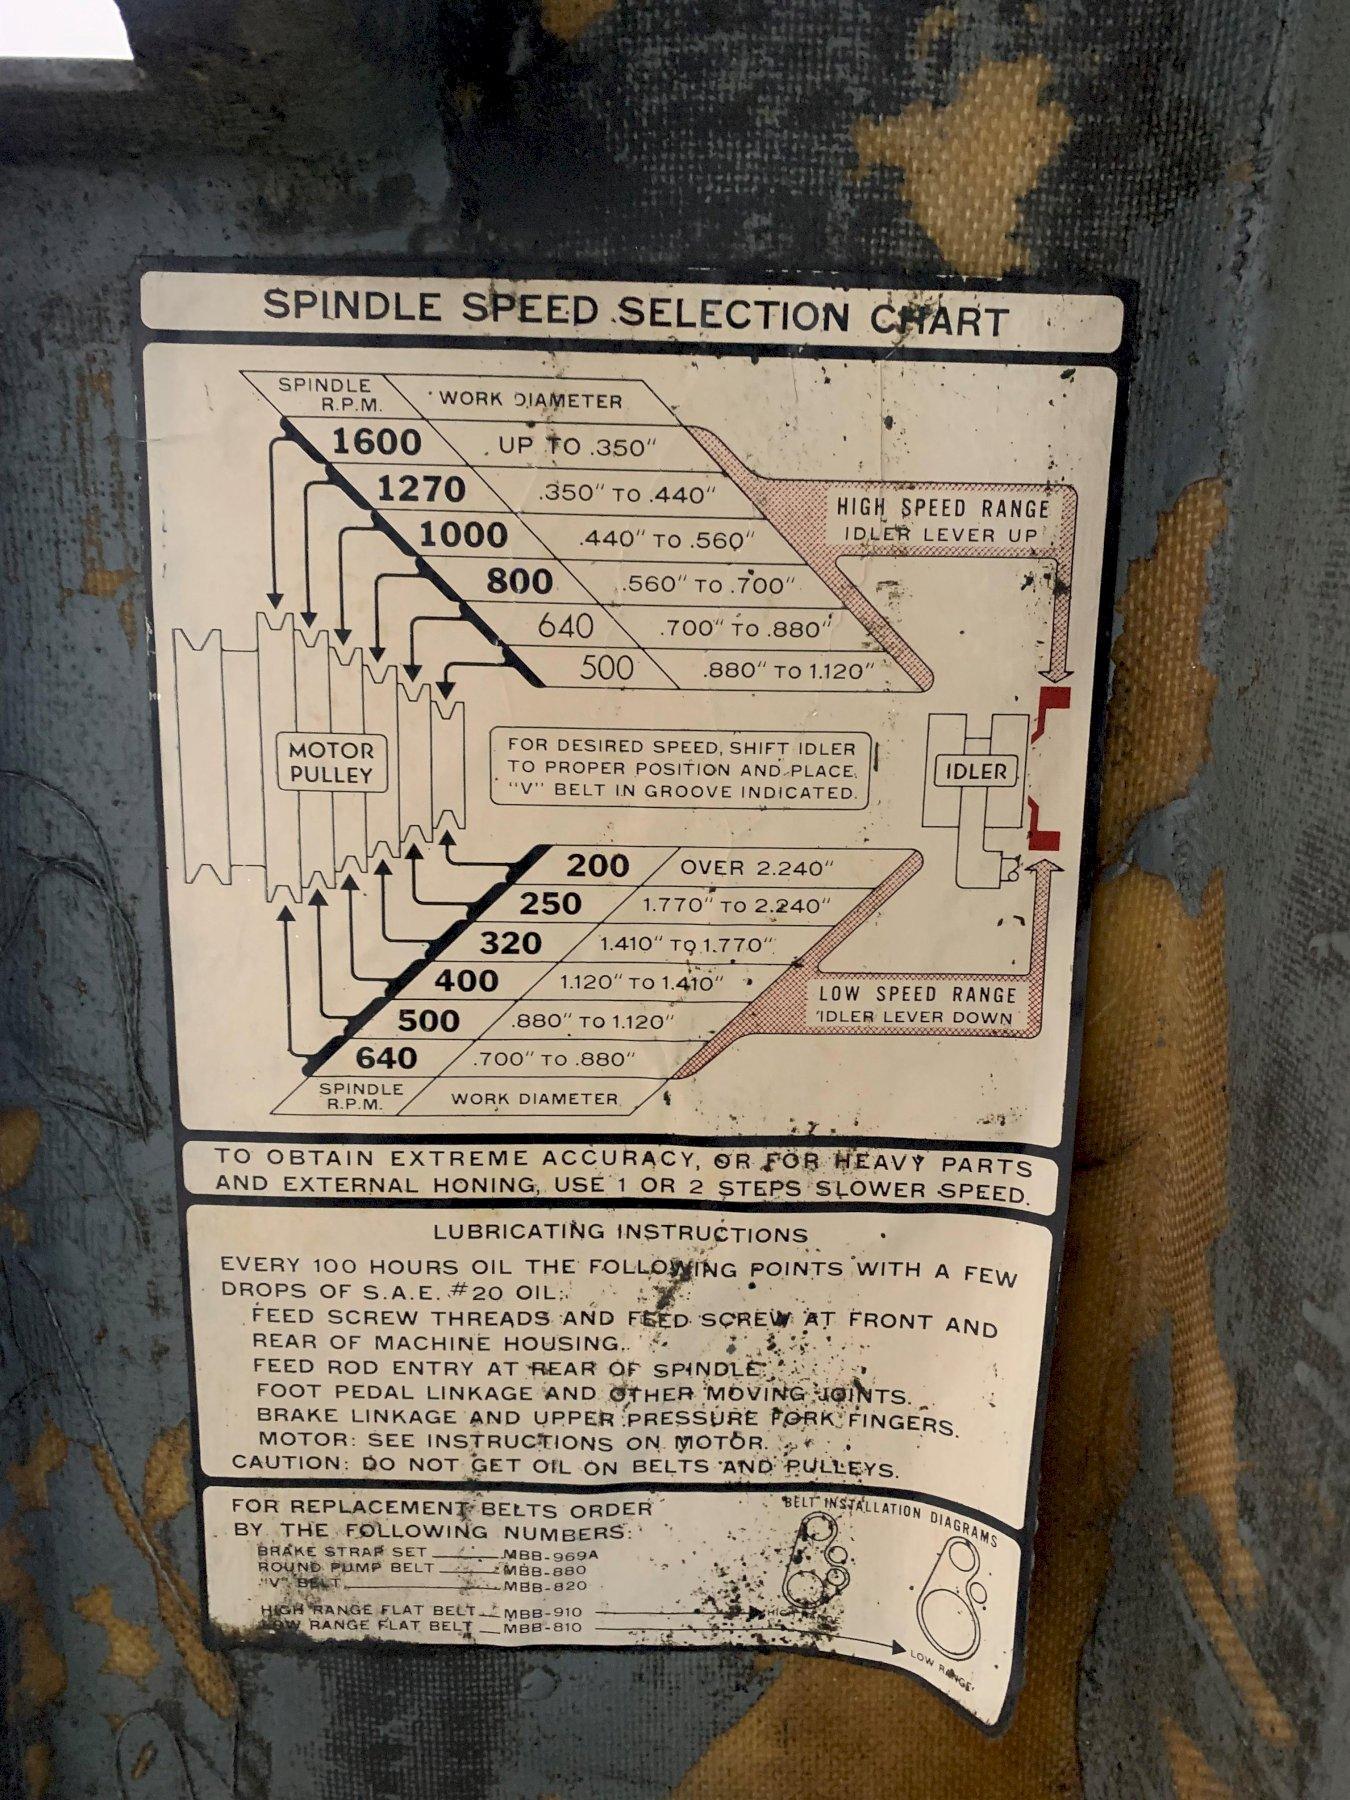 SPINDLE SPEED SELECTION CHART
SPINDLE R.P.M. WORK DIAMETER
1600 UP TO .350"
1270 .350" TO .440"
1000 .440" TO .560"
800 .560" TO .700"
640 .700" TO .880"
500 .880" TO 1.120"
HIGH SPEED RANGE
IDLER LEVER UP
MOTOR
PULLEY
FOR DESIRED SPEED, SHIFT IDLER
TO PROPER POSITION AND PLACE
"V" BELT IN GROOVE INDICATED.
IDLER
200 OVER 2.240"
250 1.770" TO 2.240"
320 1.410" TO 1.770"
400 1.120" TO 1.410"
500 .880" TO 1.120"
640 .700" TO .880"
SPINDLE R.P.M. WORK DIAMETER
LOW SPEED RANGE
IDLER LEVER DOWN
TO OBTAIN EXTREME ACCURACY, OR FOR HEAVY PARTS
AND EXTERNAL HONING, USE 1 OR 2 STEPS SLOWER SPEED.
LUBRICATING INSTRUCTIONS
EVERY 100 HOURS OIL THE FOLLOWING POINTS WITH A FEW
DROPS OF S.A.E. #20 OIL:
FEED SCREW THREADS AND FEED SCREW AT FRONT AND
REAR OF MACHINE HOUSING.
FEED ROD ENTRY AT REAR OF SPINDLE.
FOOT PEDAL LINKAGE AND OTHER MOVING JOINTS.
BRAKE LINKAGE AND UPPER PRESSURE FORK FINGERS.
MOTOR: SEE INSTRUCTIONS ON MOTOR.
CAUTION: DO NOT GET OIL ON BELTS AND PULLEYS.
FOR REPLACEMENT BELTS ORDER
BY THE FOLLOWING NUMBERS:
BRAKE STRAP SET MBB-969A
ROUND PUMP BELT MBB-880
"V" BELT MBB-820
HIGH RANGE FLAT BELT MBB-910
LOW RANGE FLAT BELT MBB-810
BELT INSTALLATION DIAGRAMS
HIGH
LOW RANGE